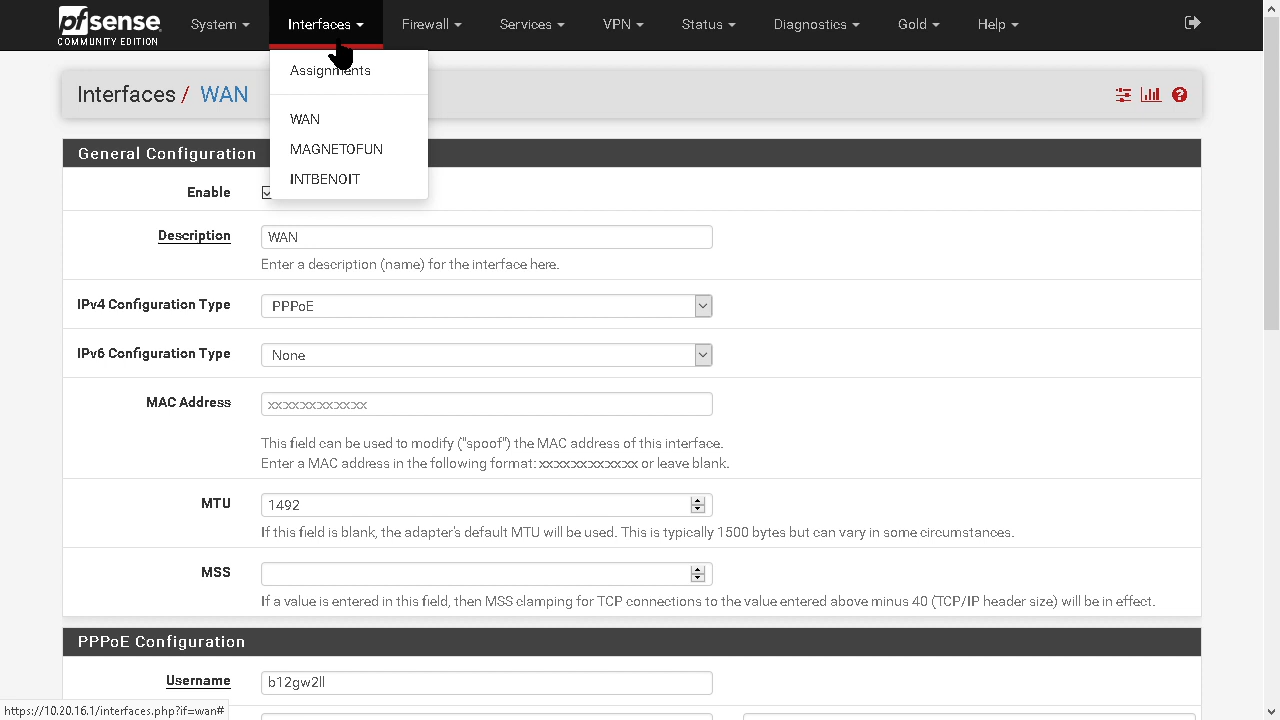 pfsense
COMMUNITY EDITION
System
Interfaces
Firewall
Services
VPN
Status
Diagnostics
Gold
Help
Assignments
WAN
MAGNETOFUN
INTBENOIT
Interfaces / WAN
General Configuration
Enable
Description
WAN
Enter a description (name) for the interface here.
IPv4 Configuration Type
PPPoE
IPv6 Configuration Type
None
MAC Address
xx:xx:xx:xx:xx:xx
This field can be used to modify ("spoof") the MAC address of this interface.
Enter a MAC address in the following format: xx:xx:xx:xx:xx:xx or leave blank.
MTU
1492
If this field is blank, the adapter's default MTU will be used. This is typically 1500 bytes but can vary in some circumstances.
MSS
If a value is entered in this field, then MSS clamping for TCP connections to the value entered above minus 40 (TCP/IP header size) will be in effect.
PPPoE Configuration
Username
b12gw2ll
https://10.20.16.1/interfaces.php?if=wan#